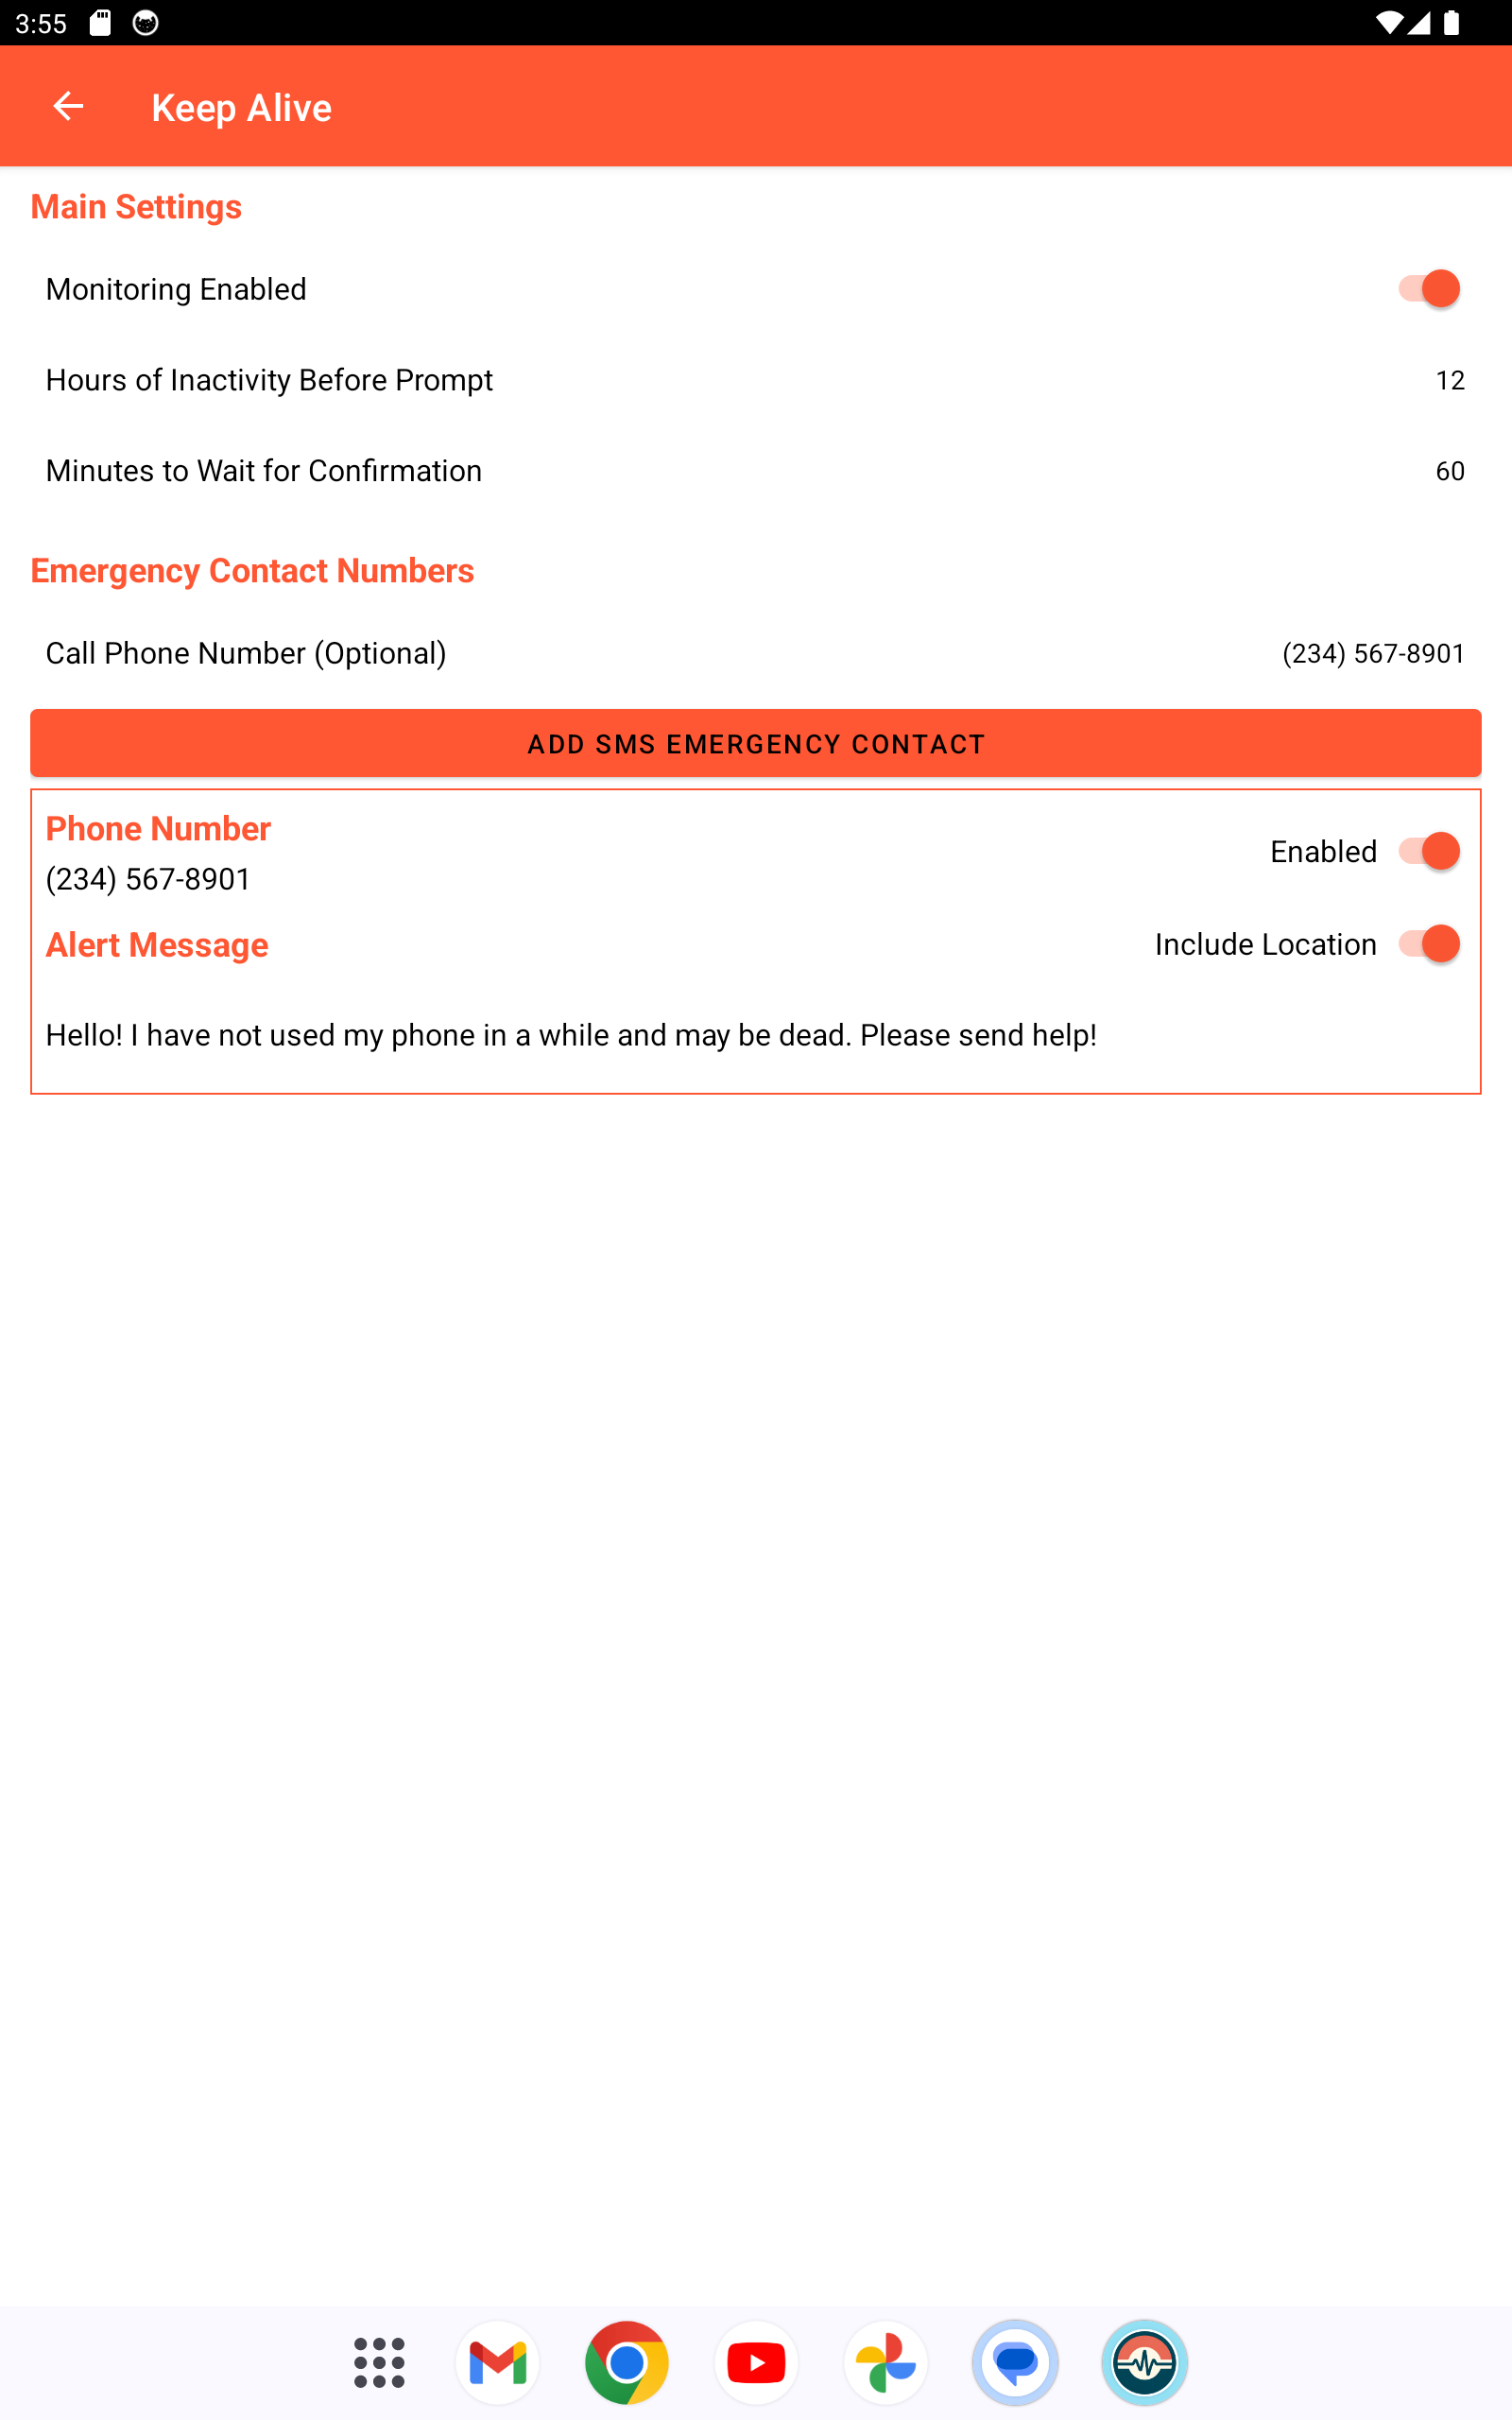 3:55
Keep Alive
Main Settings
Monitoring Enabled
Hours of Inactivity Before Prompt 12
Minutes to Wait for Confirmation 60
Emergency Contact Numbers
Call Phone Number (Optional) (234) 567-8901
ADD SMS EMERGENCY CONTACT
Phone Number
(234) 567-8901
Enabled
Alert Message Include Location
Hello! I have not used my phone in a while and may be dead. Please send help!